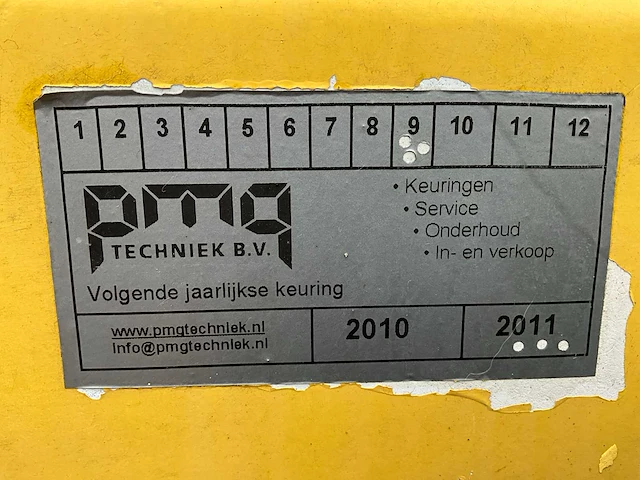 1 2 3 4 5 6 7 8 9 10 11 12
pmg
TECHNIEK B.V.
• Keuringen
• Service
• Onderhoud
• In- en verkoop
Volgende jaarlijkse keuring
www.pmgtechniek.nl
Info@pmgtechniek.nl
2010
2011